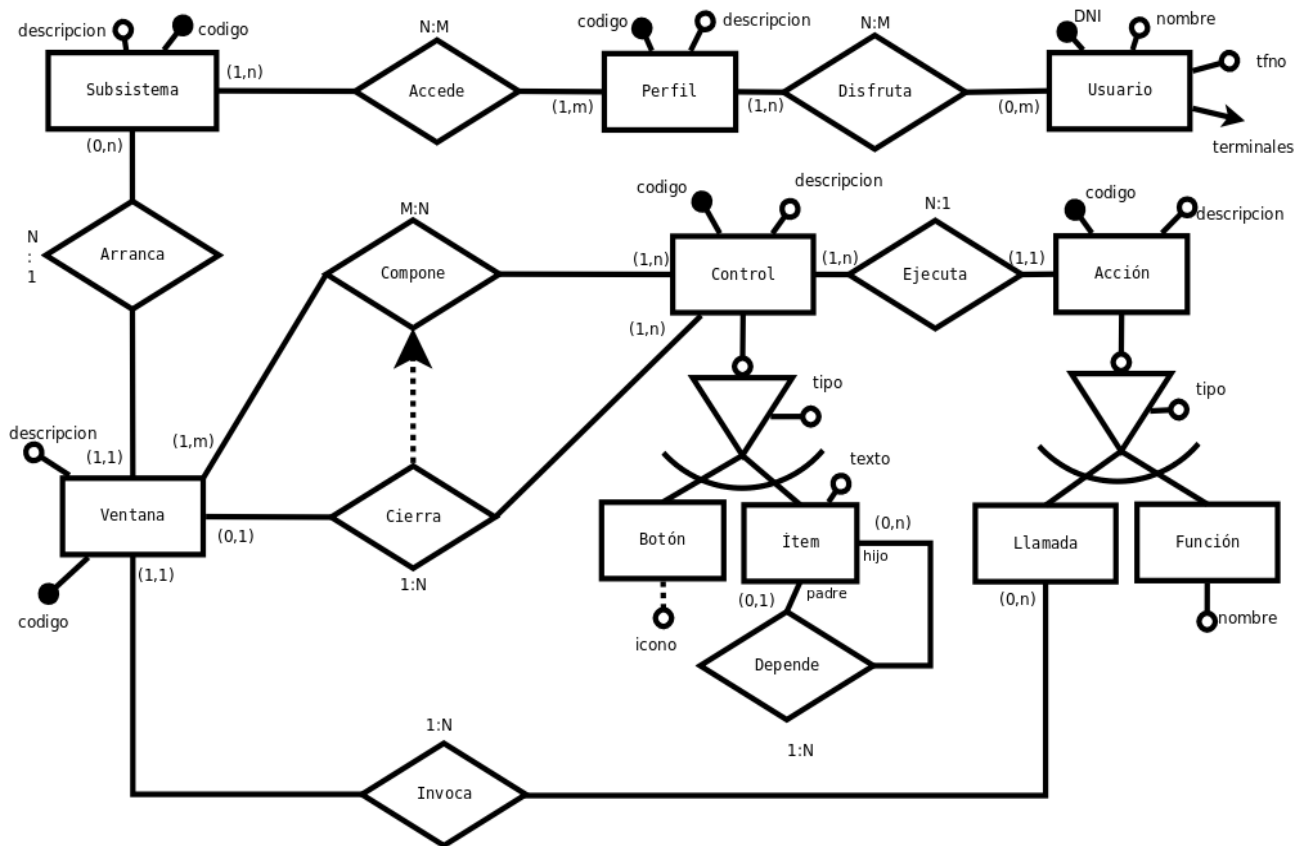 descripcion
codigo
N:M
codigo
descripcion
N:M
DNI
nombre
tfno
Subsistema
(1,n)
Accede
(1,m)
Perfil
(1,n)
Disfruta
(0,m)
Usuario
terminales
(0,n)
codigo
descripcion
codigo
descripcion
M:N
N:1
N
:
1
Arranca
Compone
(1,n)
Control
(1,n)
Ejecuta
(1,1)
Acción
(1,n)
tipo
tipo
descripcion
(1,m)
(1,1)
texto
Ventana
(0,1)
Cierra
Botón
Ítem
(0,n)
hijo
Llamada
Función
(1,1)
1:N
(0,1)
padre
(0,n)
codigo
icono
nombre
Depende
1:N
1:N
Invoca